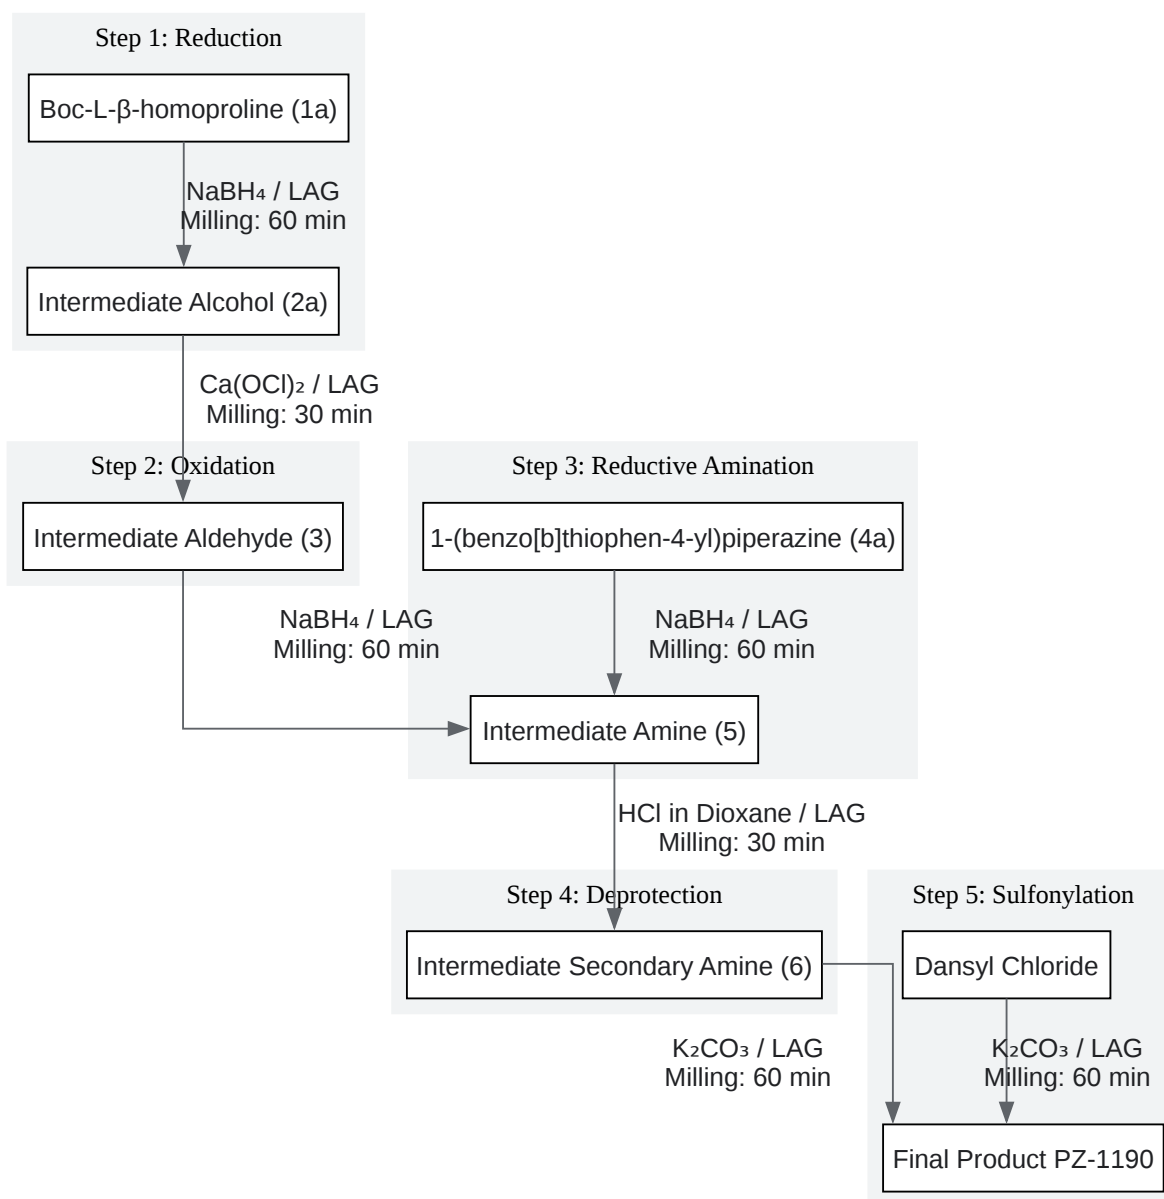 Step 1: Reduction
Boc-L-β-homoproline (1a)
NaBH₄ / LAG
Milling: 60 min
Intermediate Alcohol (2a)
Ca(OCl)₂ / LAG
Milling: 30 min
Step 2: Oxidation
Intermediate Aldehyde (3)
Step 3: Reductive Amination
1-(benzo[b]thiophen-4-yl)piperazine (4a)
NaBH₄ / LAG
Milling: 60 min
NaBH₄ / LAG
Milling: 60 min
Intermediate Amine (5)
HCl in Dioxane / LAG
Milling: 30 min
Step 4: Deprotection
Intermediate Secondary Amine (6)
Step 5: Sulfonylation
Dansyl Chloride
K₂CO₃ / LAG
Milling: 60 min
K₂CO₃ / LAG
Milling: 60 min
Final Product PZ-1190